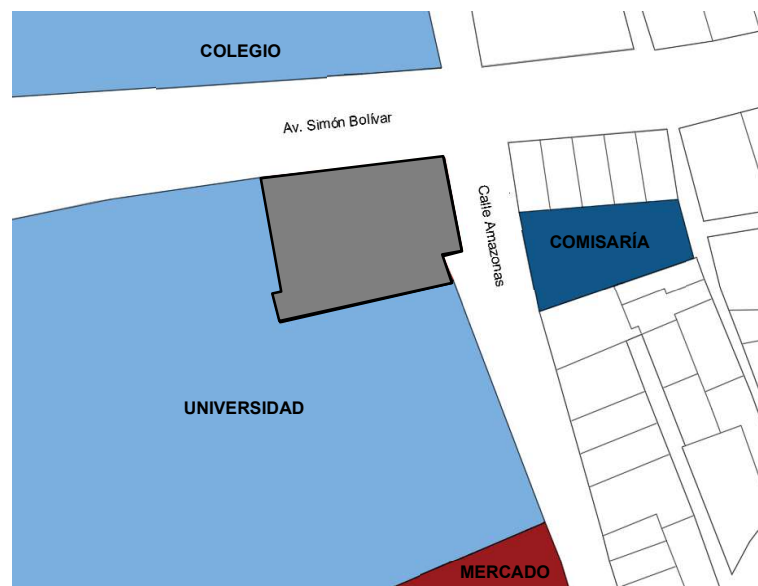 COLEGIO
Av. Simón Bolívar
Calle Amazonas
COMISARÍA
UNIVERSIDAD
MERCADO